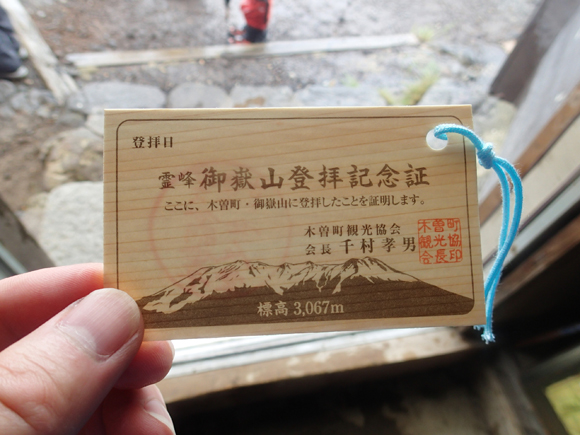 登拝日
霊峰 御嶽山登拝記念証
ここに、木曽町・御嶽山に登拝したことを証明します。
木曽町観光協会
会長 千村孝男
木曽町
観光協
会長印
標高 3,067m